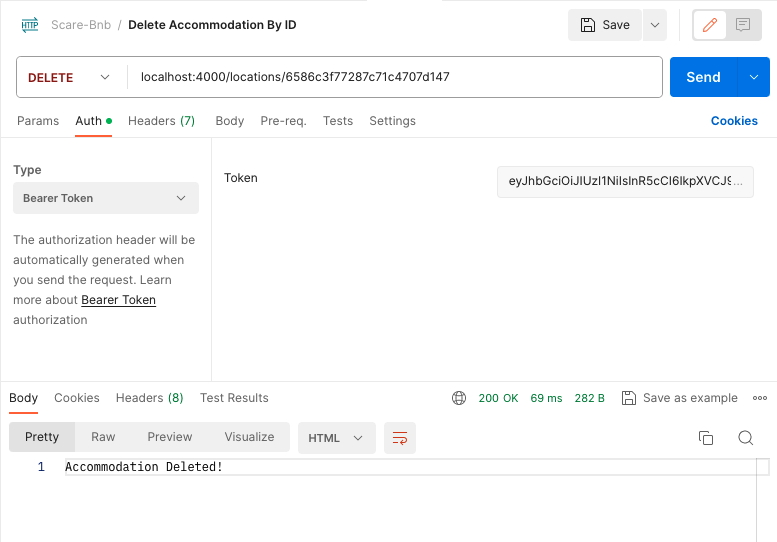 HTTP Scare-Bnb / Delete Accommodation By ID Save
DELETE localhost:4000/locations/6586c3f77287c71c4707d147 Send
Params Auth Headers (7) Body Pre-req. Tests Settings Cookies
Type
Bearer Token
The authorization header will be
automatically generated when
you send the request. Learn
more about Bearer Token
authorization
Token eyJhbGciOiJIUzI1NiIsInR5cCI6IkpXVCJ9...
Body Cookies Headers (8) Test Results 200 OK 69 ms 282 B Save as example
Pretty Raw Preview Visualize HTML
1 Accommodation Deleted!